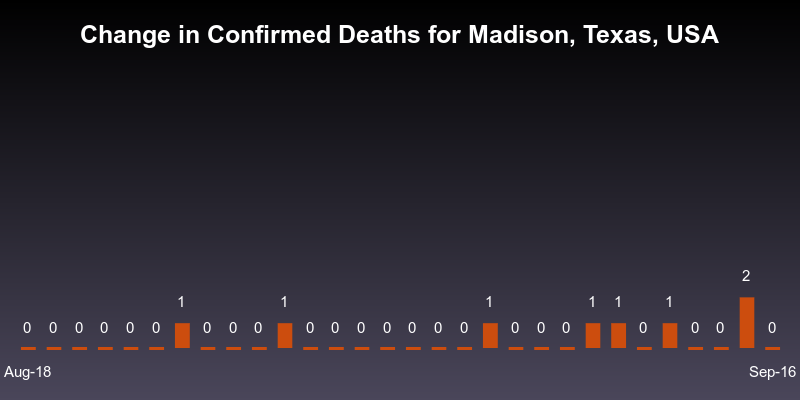 Change in Confirmed Deaths for Madison, Texas, USA
2
1 1 1 1 1 1
0 0 0 0 0 0 0 0 0 0 0 0 0 0 0 0 0 0 0 0 0 0 0
Aug-18 Sep-16